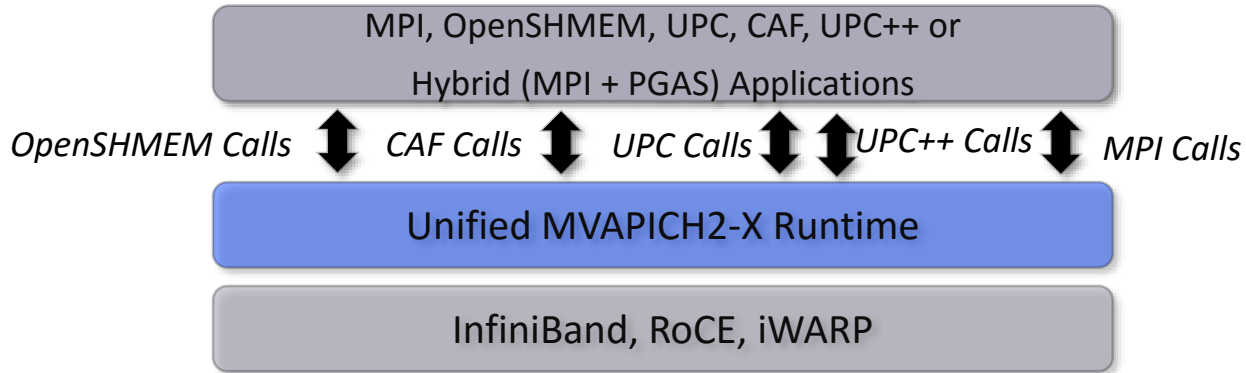 MPI, OpenSHMEM, UPC, CAF, UPC++ or
Hybrid (MPI + PGAS) Applications
OpenSHMEM Calls
CAF Calls
UPC Calls
UPC++ Calls
MPI Calls
Unified MVAPICH2-X Runtime
InfiniBand, RoCE, iWARP